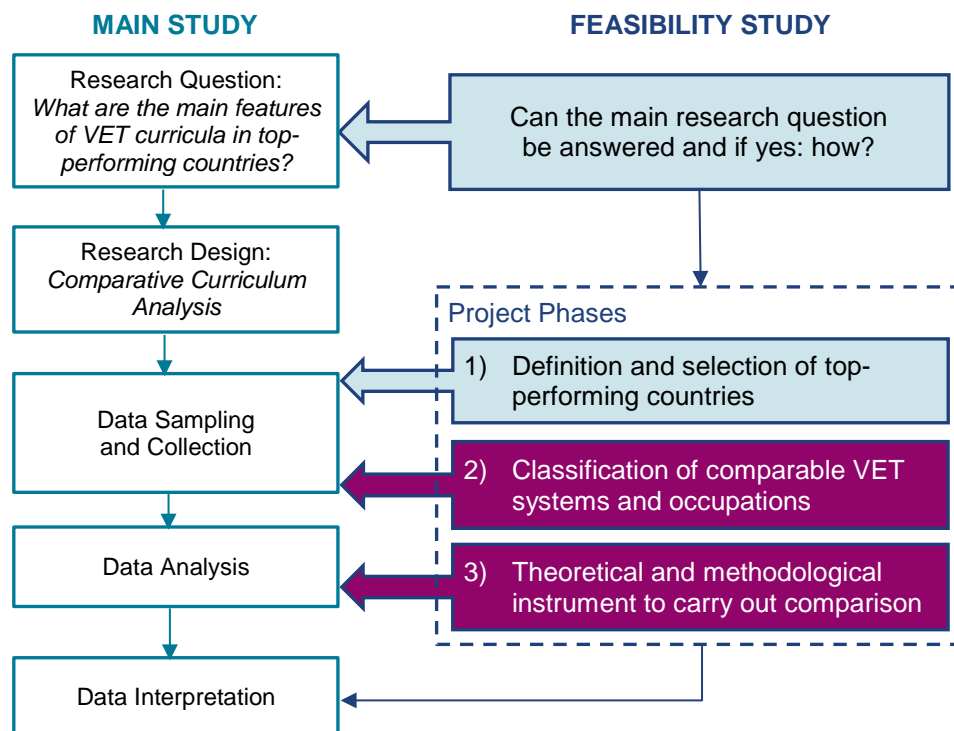 MAIN STUDY
Research Question:
What are the main features
of VET curricula in top-
performing countries?
Research Design:
Comparative Curriculum
Analysis
Data Sampling
and Collection
Data Analysis
Data Interpretation
FEASIBILITY STUDY
Can the main research question
be answered and if yes: how?
Project Phases
1) Definition and selection of top-
performing countries
2) Classification of comparable VET
systems and occupations
3) Theoretical and methodological
instrument to carry out comparison